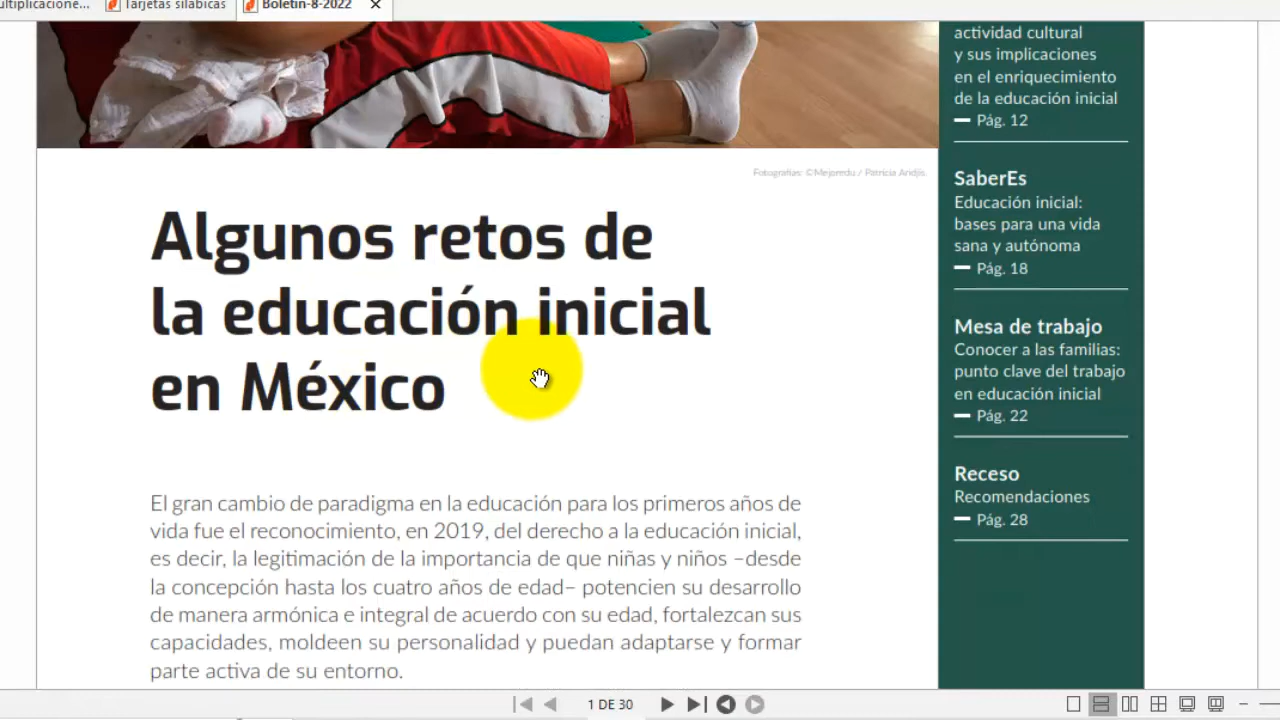 Tarjetas silábicas
Boletin-8-2022
actividad cultural
y sus implicaciones
en el enriquecimiento
de la educación inicial
Pág. 12
Fotografías: ©Mejoredu / Patricia Aridjis.
SaberEs
Educación inicial:
bases para una vida
sana y autónoma
Pág. 18
Mesa de trabajo
Conocer a las familias:
punto clave del trabajo
en educación inicial
Pág. 22
Receso
Recomendaciones
Pág. 28
Algunos retos de
la educación inicial
en México
El gran cambio de paradigma en la educación para los primeros años de
vida fue el reconocimiento, en 2019, del derecho a la educación inicial,
es decir, la legitimación de la importancia de que niñas y niños –desde
la concepción hasta los cuatro años de edad– potencien su desarrollo
de manera armónica e integral de acuerdo con su edad, fortalezcan sus
capacidades, moldeen su personalidad y puedan adaptarse y formar
parte activa de su entorno.
1 DE 30